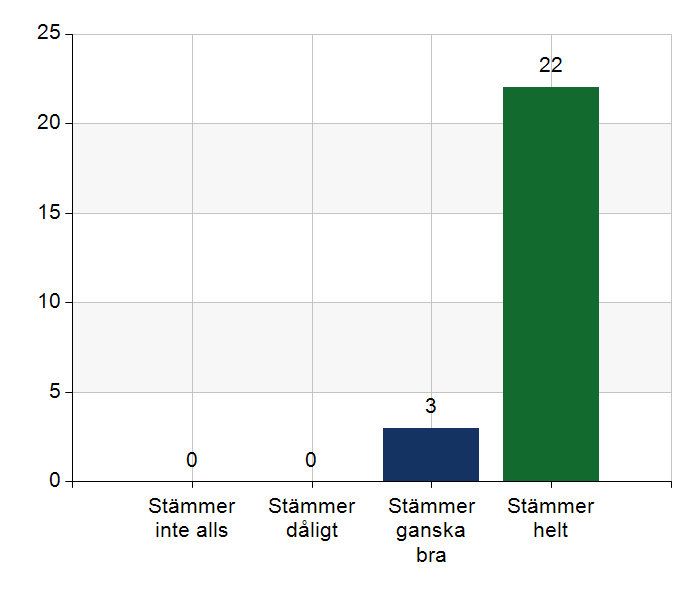 25
22
20
15
10
5
3
0
0
0
Stämmer
inte alls
Stämmer
dåligt
Stämmer
ganska
bra
Stämmer
helt